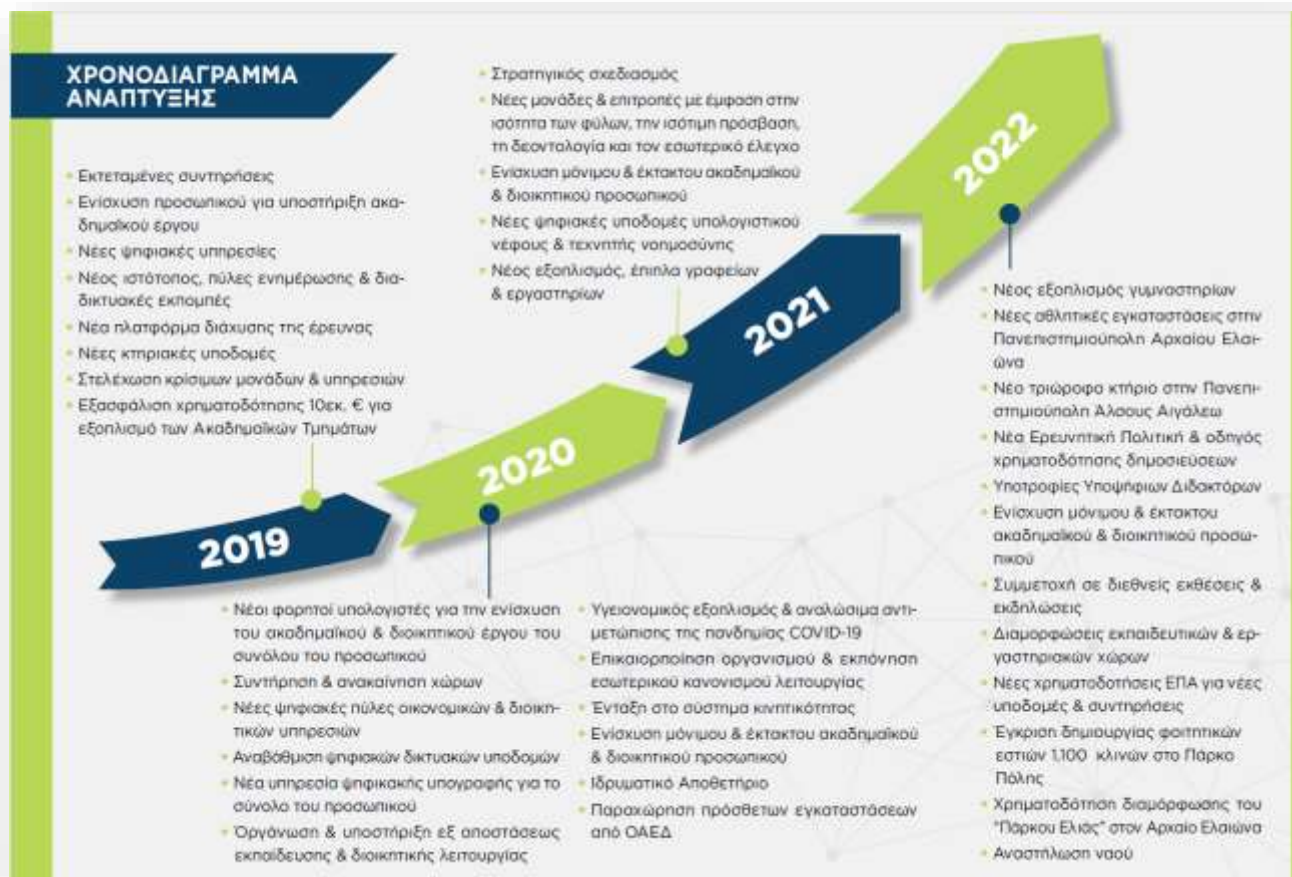 ΧΡΟΝΟΔΙΑΓΡΑΜΜΑ
ΑΝΑΠΤΥΞΗΣ
• Εκτεταμένες συντηρήσεις
• Ενίσχυση προσωπικού για υποστήριξη ακα-
δημαϊκού έργου
• Νέες ψηφιακές υπηρεσίες
• Νέος ιστότοπος, πύλες ενημέρωσης & δια-
δικτυακές εκπομπές
• Νέα πλατφόρμα διάχυσης της έρευνας
• Νέες κτηριακές υποδομές
• Στελέχωση κρίσιμων μονάδων & υπηρεσιών
• Εξασφάλιση χρηματοδότησης 10εκ. € για
εξοπλισμό των Ακαδημαϊκών Τμημάτων
2019
2020
• Νέοι φορητοί υπολογιστές για την ενίσχυση
του ακαδημαϊκού & διοικητικού έργου του
συνόλου του προσωπικού
• Συντήρηση & ανακαίνηση χώρων
• Νέες ψηφιακές πύλες οικονομικών & διοικη-
τικών υπηρεσιών
• Αναβάθμιση ψηφιακών δικτυακών υποδομών
• Νέα υπηρεσία ψηφικακής υπογραφής για το
σύνολο του προσωπικού
• Οργάνωση & υποστήριξη εξ αποστάσεως
εκπαίδευσης & διοικητικής λειτουργίας
• Υγειονομικός εξοπλισμός & αναλώσιμα αντι-
μετώπισης της πανδημίας COVID-19
• Επικαιροποίηση οργανισμού & εκπόνηση
εσωτερικού κανονισμού λειτουργίας
• Ένταξη στο σύστημα κινητικότητας
• Ενίσχυση μόνιμου & έκτακτου ακαδημαϊκού
& διοικητικού προσωπικού
• Ιδρυματικό Αποθετήριο
• Παραχώρηση πρόσθετων εγκαταστάσεων
από ΟΑΕΔ
• Στρατηγικός σχεδιασμός
• Νέες μονάδες & επιτροπές με έμφαση στην
ισότητα των φύλων, την ισότιμη πρόσβαση,
τη δεοντολογία και τον εσωτερικό έλεγχο
• Ενίσχυση μόνιμου & έκτακτου ακαδημαϊκού
& διοικητικού προσωπικού
• Νέες ψηφιακές υποδομές υπολογιστικού
νέφους & τεχνητής νοημοσύνης
• Νέος εξοπλισμός, έπιπλα γραφείων
& εργαστηρίων
2021
2022
• Νέος εξοπλισμός γυμναστηρίων
• Νέες αθλητικές εγκαταστάσεις στην
Πανεπιστημιούπολη Αρχαίου Ελαι-
ώνα
• Νέο τριώροφο κτήριο στην Πανεπι-
στημιούπολη Άλσους Αιγάλεω
• Νέα Ερευνητική Πολιτική & οδηγός
χρηματοδότησης δημοσιεύσεων
• Υποτροφίες Υποψήφιων Διδακτόρων
• Ενίσχυση μόνιμου & έκτακτου
ακαδημαϊκού & διοικητικού προσω-
πικού
• Συμμετοχή σε διεθνείς εκθέσεις &
εκδηλώσεις
• Διαμορφώσεις εκπαιδευτικών & ερ-
γαστηριακών χώρων
• Νέες χρηματοδοτήσεις ΕΠΑ για νέες
υποδομές & συντηρήσεις
• Έγκριση δημιουργίας φοιτητικών
εστιών 1.100 κλινών στο Πάρκο
Πόλης
• Χρηματοδότηση διαμόρφωσης του
"Πάρκου Ελιάς" στον Αρχαίο Ελαιώνα
• Αναστήλωση ναού